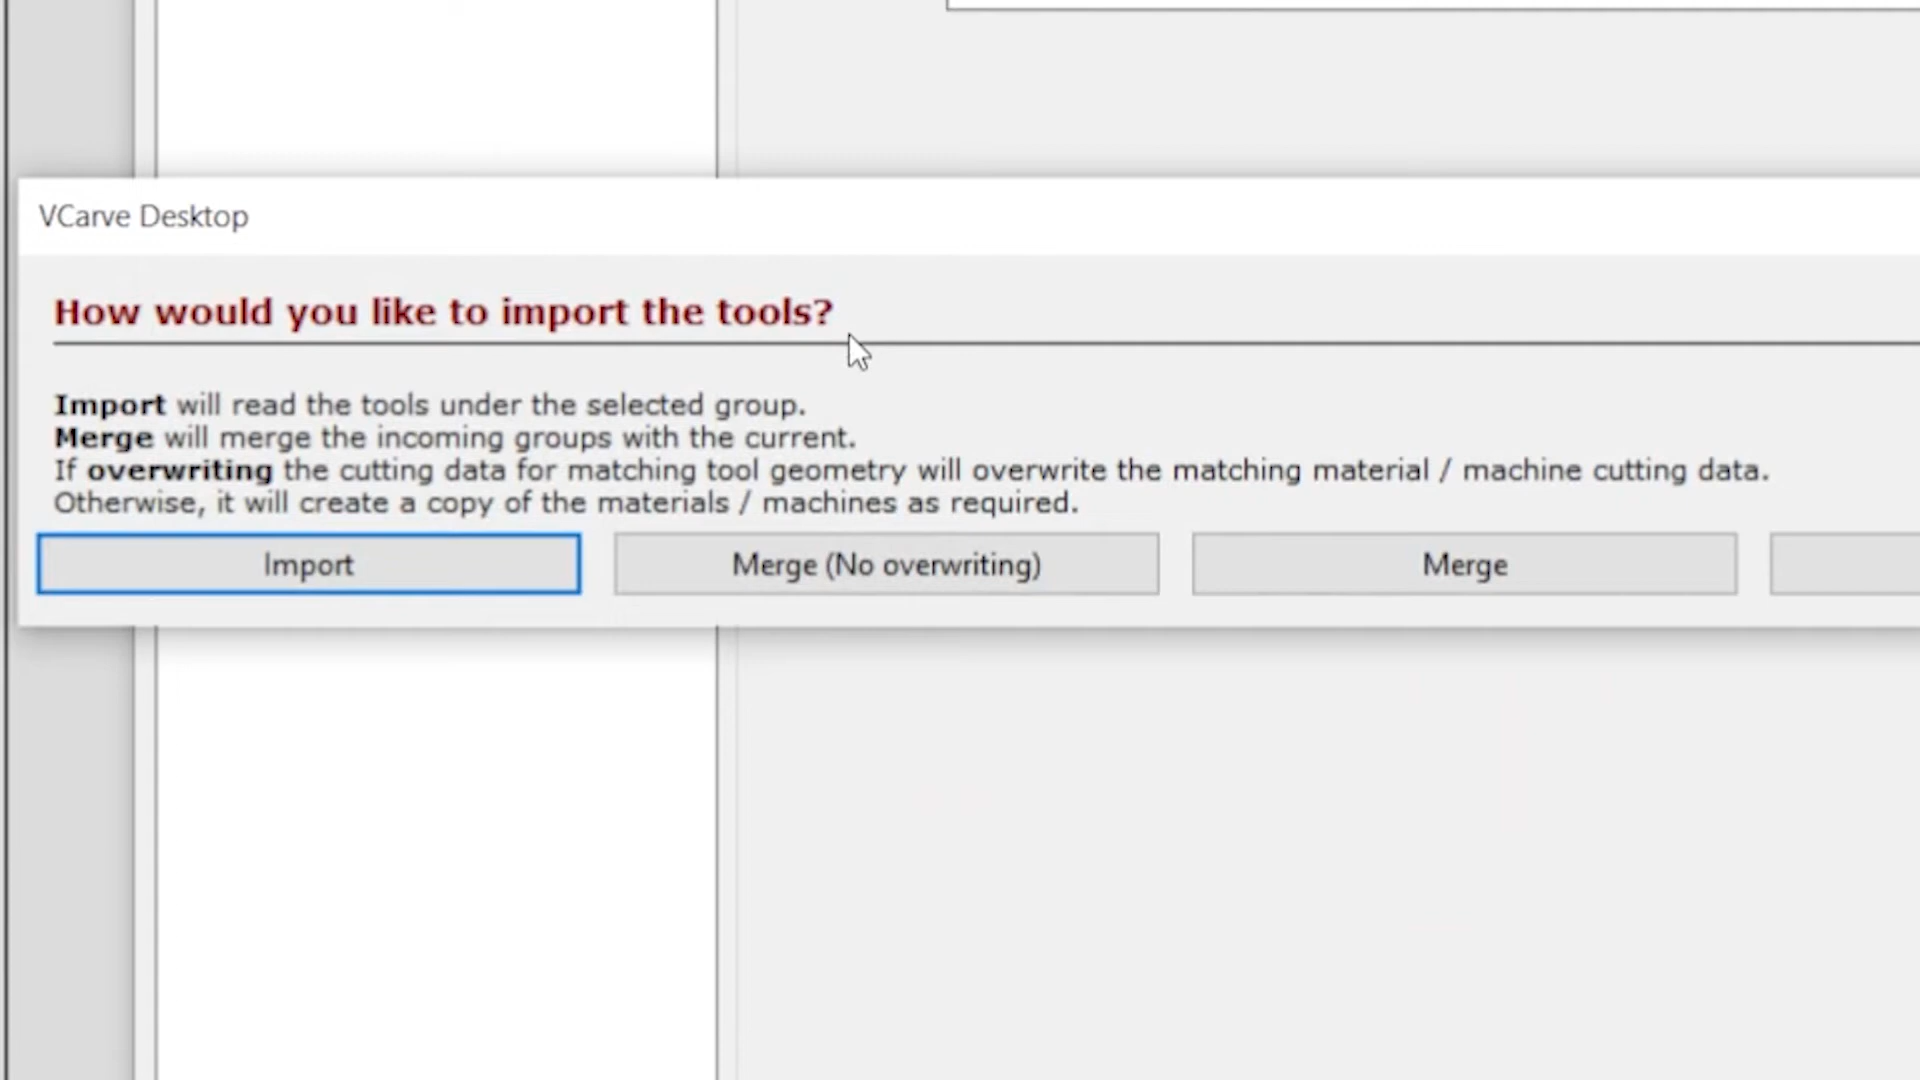 VCarve Desktop
How would you like to import the tools?
Import will read the tools under the selected group.
Merge will merge the incoming groups with the current.
If overwriting the cutting data for matching tool geometry will overwrite the matching material / machine cutting data.
Otherwise, it will create a copy of the materials / machines as required.
Import
Merge (No overwriting)
Merge